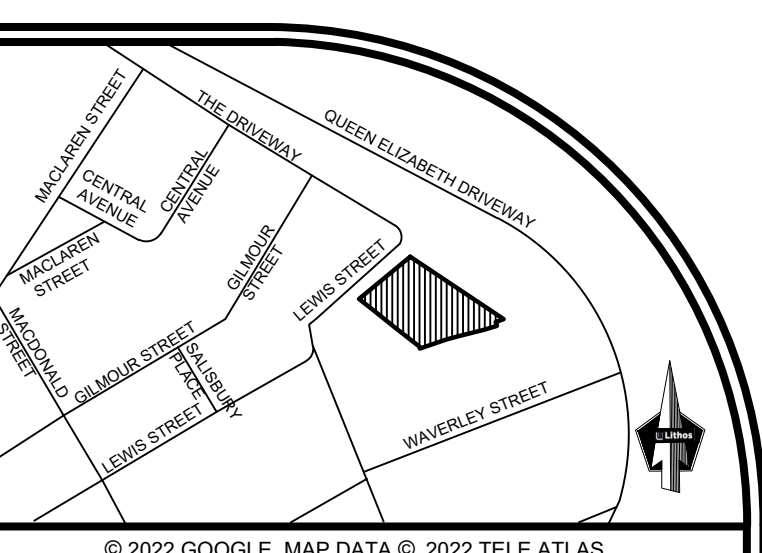 MACLAREN STREET
THE DRIVEWAY
QUEEN ELIZABETH DRIVEWAY
CENTRAL
AVENUE
CENTRAL
AVENUE
MACLAREN
STREET
GILMOUR
STREET
LEWIS STREET
MACDONALD
STREET
GILMOUR STREET
SALISBURY
PLACE
LEWIS STREET
WAVERLEY STREET
Lithos
© 2022 GOOGLE, MAP DATA © 2022 TELE ATLAS